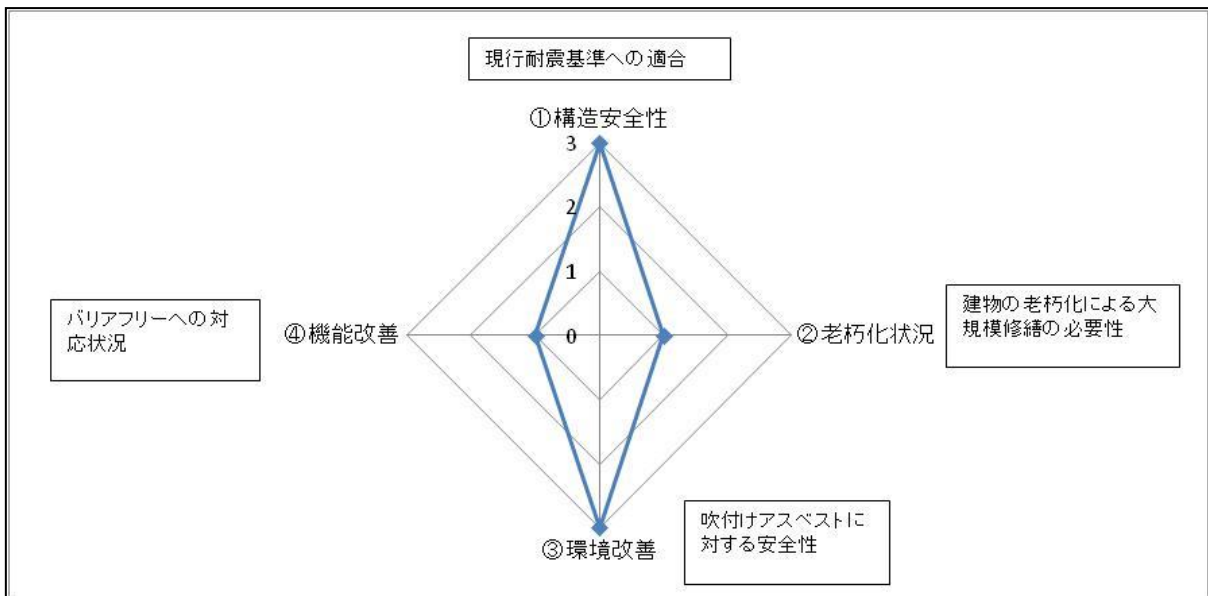 現行耐震基準への適合
①構造安全性
3
2
1
0
バリアフリーへの対
応状況
④機能改善
②老朽化状況
建物の老朽化による大
規模修繕の必要性
③環境改善
吹付けアスベストに
対する安全性